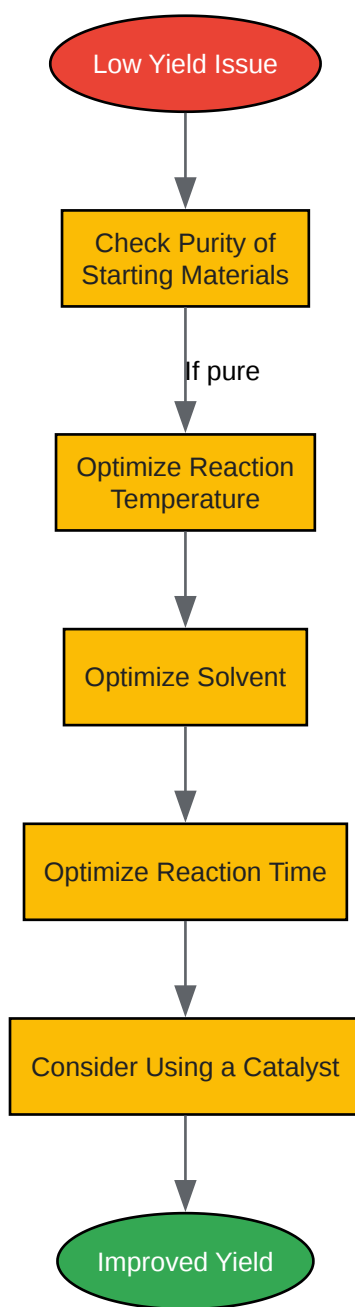 Low Yield Issue
Check Purity of
Starting Materials
If pure
Optimize Reaction
Temperature
Optimize Solvent
Optimize Reaction Time
Consider Using a Catalyst
Improved Yield